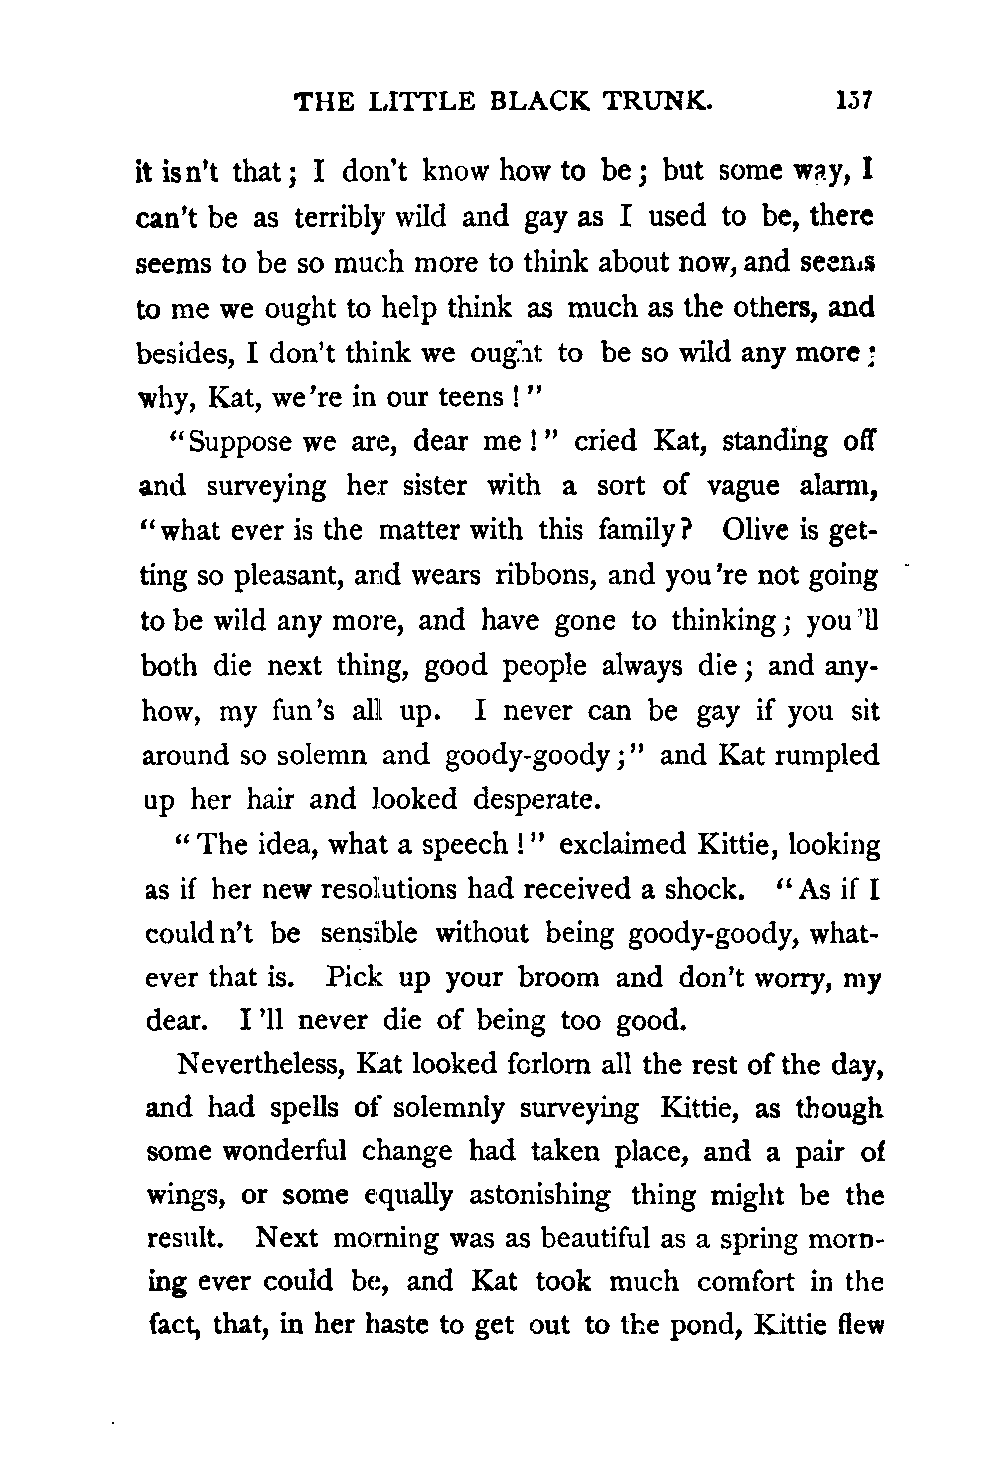 THE LITTLE BLACK TRUNK. 157
it isn't that; I don't know how to be; but some way, I
can't be as terribly wild and gay as I used to be, there
seems to be so much more to think about now, and seems
to me we ought to help think as much as the others, and
besides, I don't think we ought to be so wild any more;
why, Kat, we're in our teens!"
"Suppose we are, dear me!" cried Kat, standing off
and surveying her sister with a sort of vague alarm,
"what ever is the matter with this family? Olive is get-
ting so pleasant, and wears ribbons, and you're not going
to be wild any more, and have gone to thinking; you'll
both die next thing, good people always die; and any-
how, my fun's all up. I never can be gay if you sit
around so solemn and goody-goody;" and Kat rumpled
up her hair and looked desperate.
"The idea, what a speech!" exclaimed Kittie, looking
as if her new resolutions had received a shock. "As if I
couldn't be sensible without being goody-goody, what-
ever that is. Pick up your broom and don't worry, my
dear. I'll never die of being too good.
Nevertheless, Kat looked forlorn all the rest of the day,
and had spells of solemnly surveying Kittie, as though
some wonderful change had taken place, and a pair of
wings, or some equally astonishing thing might be the
result. Next morning was as beautiful as a spring morn-
ing ever could be, and Kat took much comfort in the
fact, that, in her haste to get out to the pond, Kittie flew